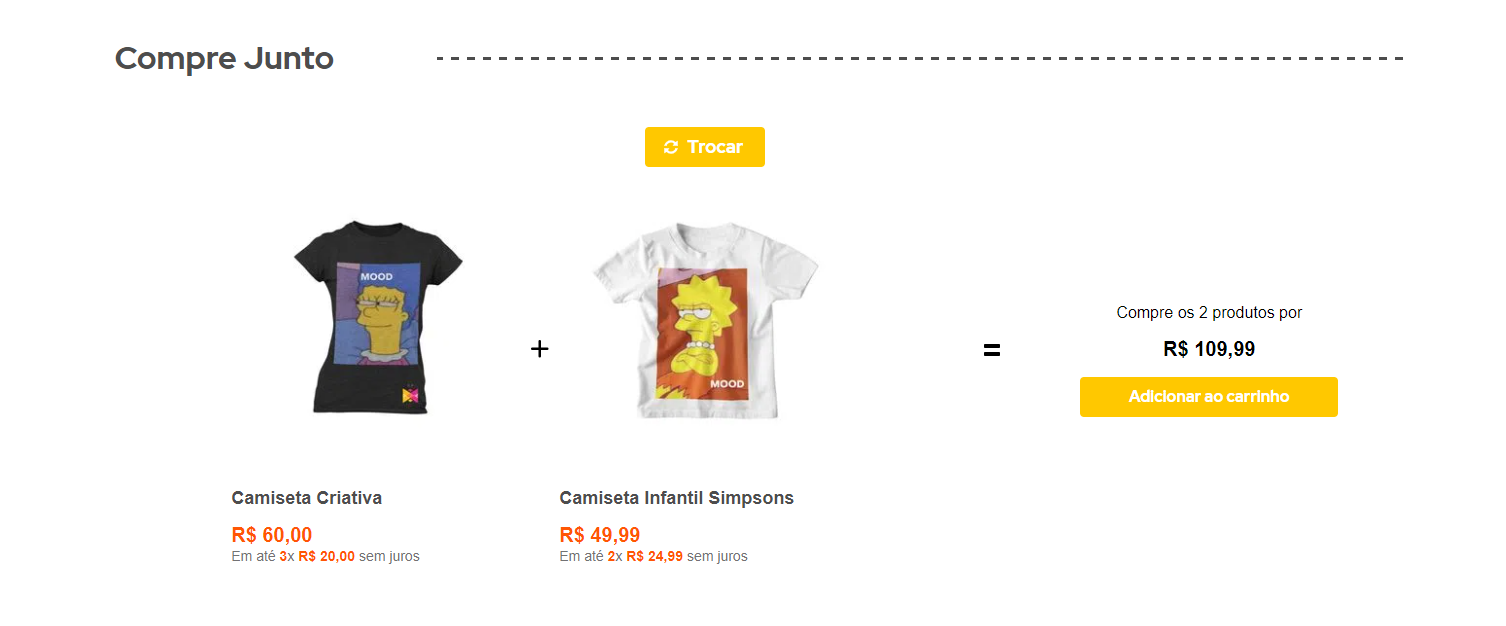 Compre Junto
Trocar
MOOD
MOOD
+
=
Compre os 2 produtos por
R$ 109,99
Adicionar ao carrinho
Camiseta Criativa
R$ 60,00
Em até 3x R$ 20,00 sem juros
Camiseta Infantil Simpsons
R$ 49,99
Em até 2x R$ 24,99 sem juros